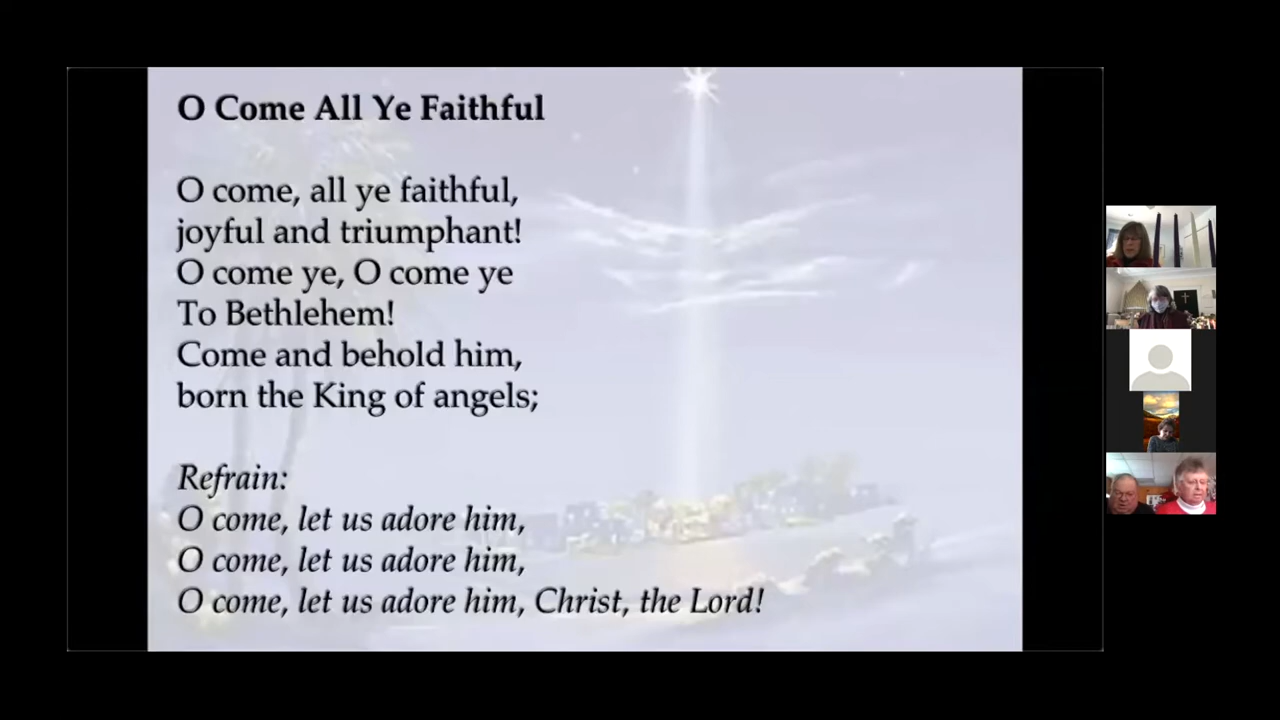 O Come All Ye Faithful
O come, all ye faithful,
joyful and triumphant!
O come ye, O come ye
To Bethlehem!
Come and behold him,
born the King of angels;
Refrain:
O come, let us adore him,
O come, let us adore him,
O come, let us adore him, Christ, the Lord!